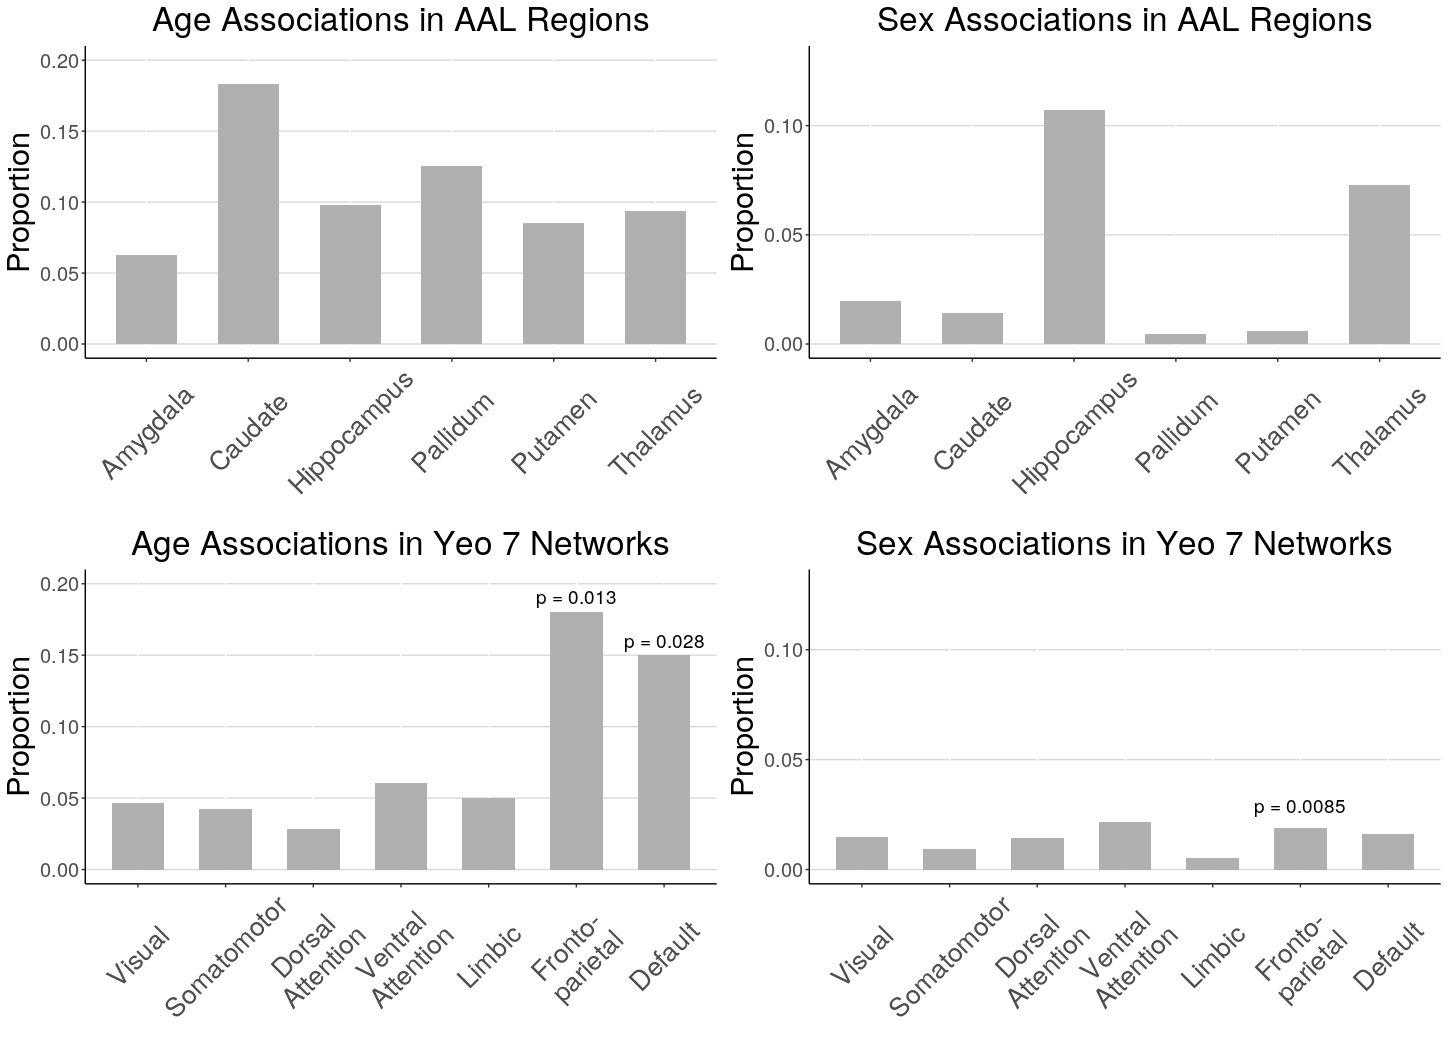 Age Associations in AAL Regions
Proportion
0.20
0.15
0.10
0.05
0.00
Amygdala
Caudate
Hippocampus
Pallidum
Putamen
Thalamus
Sex Associations in AAL Regions
Proportion
0.10
0.05
0.00
Amygdala
Caudate
Hippocampus
Pallidum
Putamen
Thalamus
Age Associations in Yeo 7 Networks
Proportion
0.20
0.15
0.10
0.05
0.00
p = 0.013
p = 0.028
Visual
Somatomotor
Dorsal
Attention
Ventral
Attention
Limbic
Fronto-
parietal
Default
Sex Associations in Yeo 7 Networks
Proportion
0.10
0.05
0.00
p = 0.0085
Visual
Somatomotor
Dorsal
Attention
Ventral
Attention
Limbic
Fronto-
parietal
Default